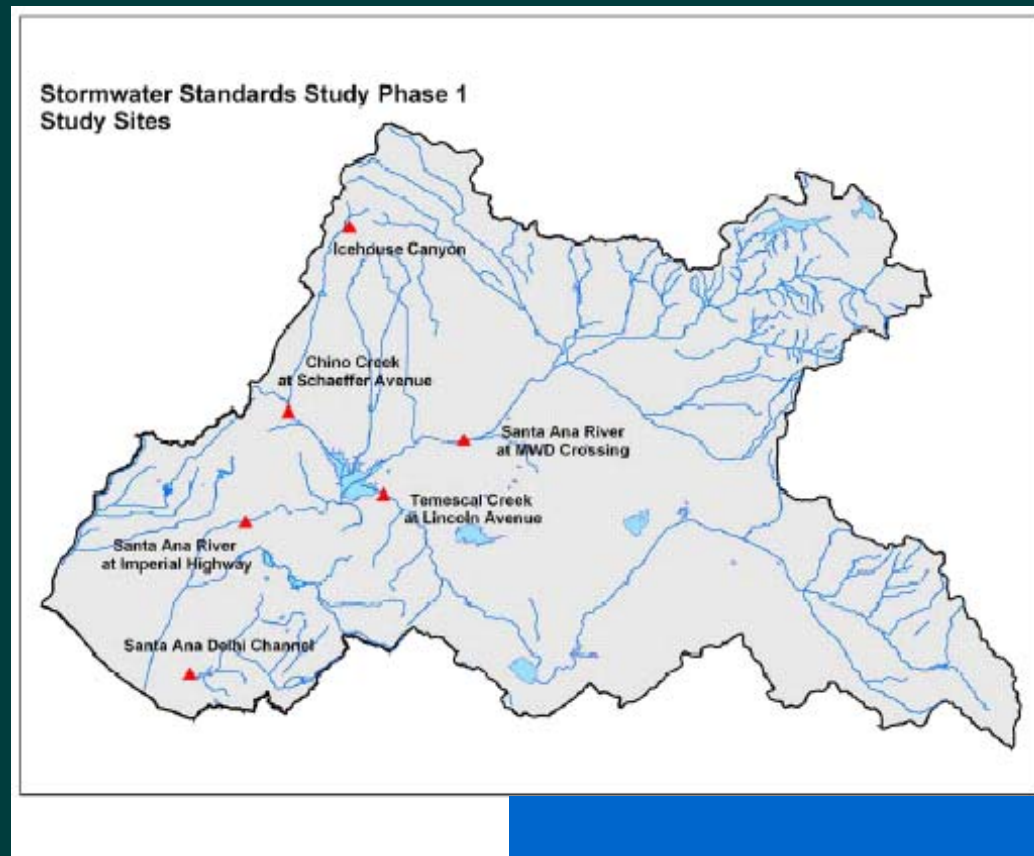 Stormwater Standards Study Phase 1
Study Sites
Icehouse Canyon
Chino Creek
at Schaeffer Avenue
Santa Ana River
at MWD Crossing
Temescal Creek
at Lincoln Avenue
Santa Ana River
at Imperial Highway
Santa Ana Delhi Channel